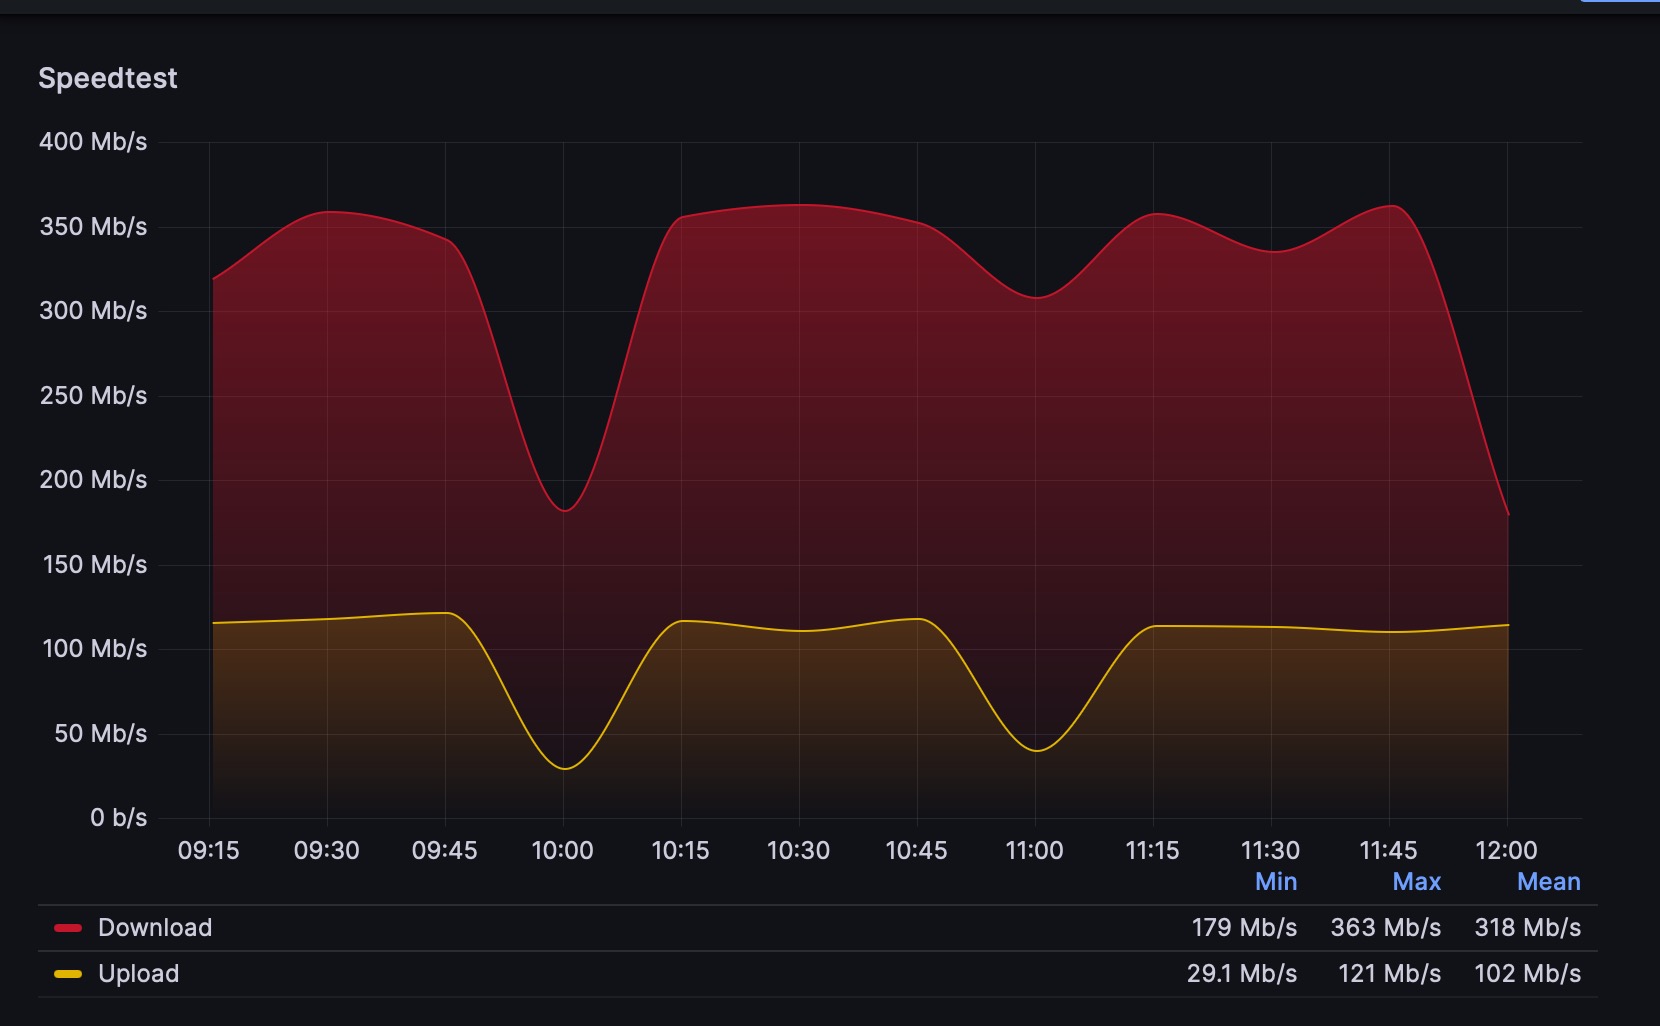 Speedtest
400 Mb/s
350 Mb/s
300 Mb/s
250 Mb/s
200 Mb/s
150 Mb/s
100 Mb/s
50 Mb/s
0 b/s
09:15 09:30 09:45 10:00 10:15 10:30 10:45 11:00 11:15 11:30 11:45 12:00
Min Max Mean
Download 179 Mb/s 363 Mb/s 318 Mb/s
Upload 29.1 Mb/s 121 Mb/s 102 Mb/s